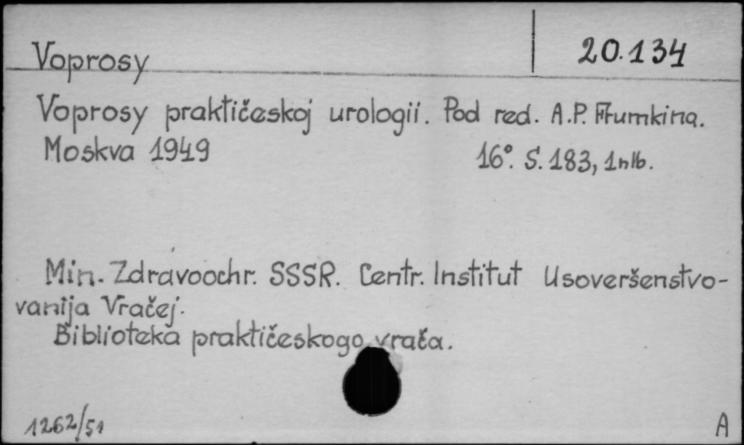 Voprosy 20.134
Voprosy praktičeskoj urologii. Pod red. A.P. Frumkina.
Moskva 1949 16°. S. 183, 1 nlb.
Min. Zdravoochr. SSSR. Centr. Institut Usoveršenstvo-
vanija Vračej.
Biblioteka praktičeskogo vrača.
1262/51 A